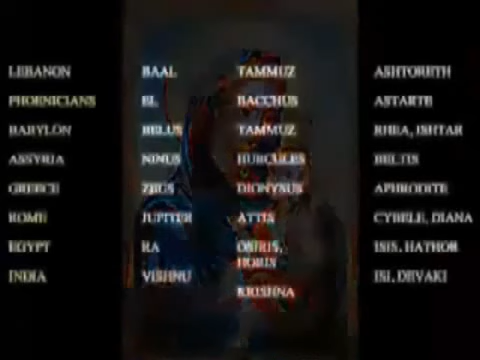 LEBANON BAAL TAMMUZ ASHTORETH
PHOENICIANS EL BACCHUS ASTARTE
BABYLON BELUS TAMMUZ RHEA, ISHTAR
ASSYRIA NINUS HURCULES BELTIS
GREECE ZEUS DIONYSUS APHRODITE
ROME JUPITER ATTIS CYBELE, DIANA
EGYPT RA OSIRIS, ISIS, HATHOR
HORIS
INDIA VISHNU ISI, DEVAKI
KRISHNA